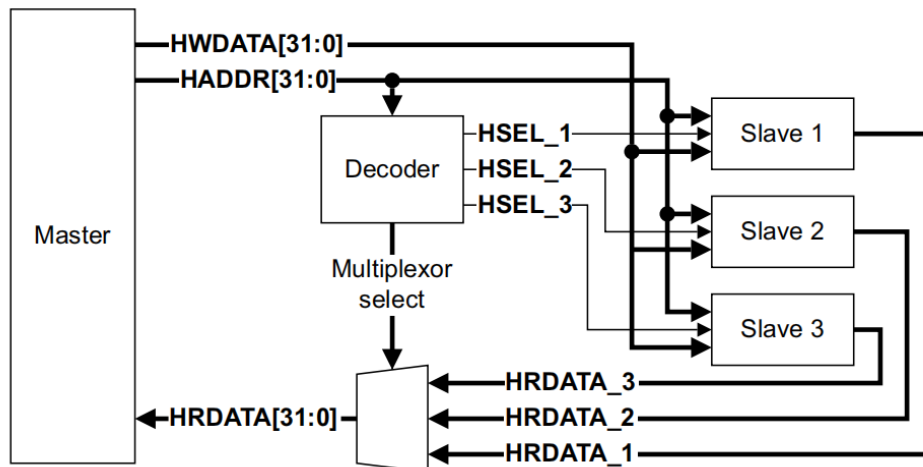 HWDATA[31:0]
HADDR[31:0]
Master
Decoder
HSEL_1
HSEL_2
HSEL_3
Slave 1
Slave 2
Slave 3
Multiplexor
select
HRDATA_3
HRDATA[31:0]
HRDATA_2
HRDATA_1